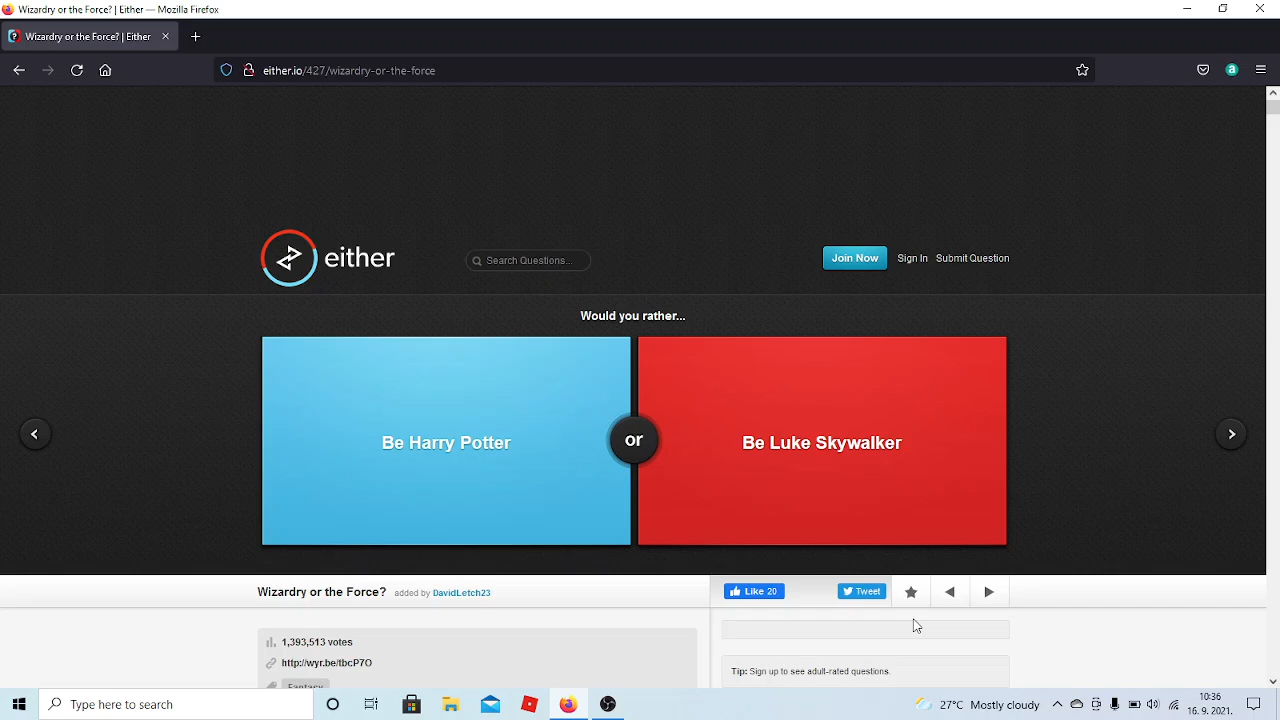 Wizardry or the Force? | Either — Mozilla Firefox
Wizardry or the Force? | Either
either.io/427/wizardry-or-the-force
a
either
Search Questions...
Join Now
Sign In
Submit Question
Would you rather...
Be Harry Potter
or
Be Luke Skywalker
Wizardry or the Force? added by DavidLetch23
Like 20
Tweet
1,393,513 votes
http://wyr.be/tbcP7O
Fantasy
Tip: Sign up to see adult-rated questions.
Type here to search
27°C Mostly cloudy
10:36
16. 9. 2021.